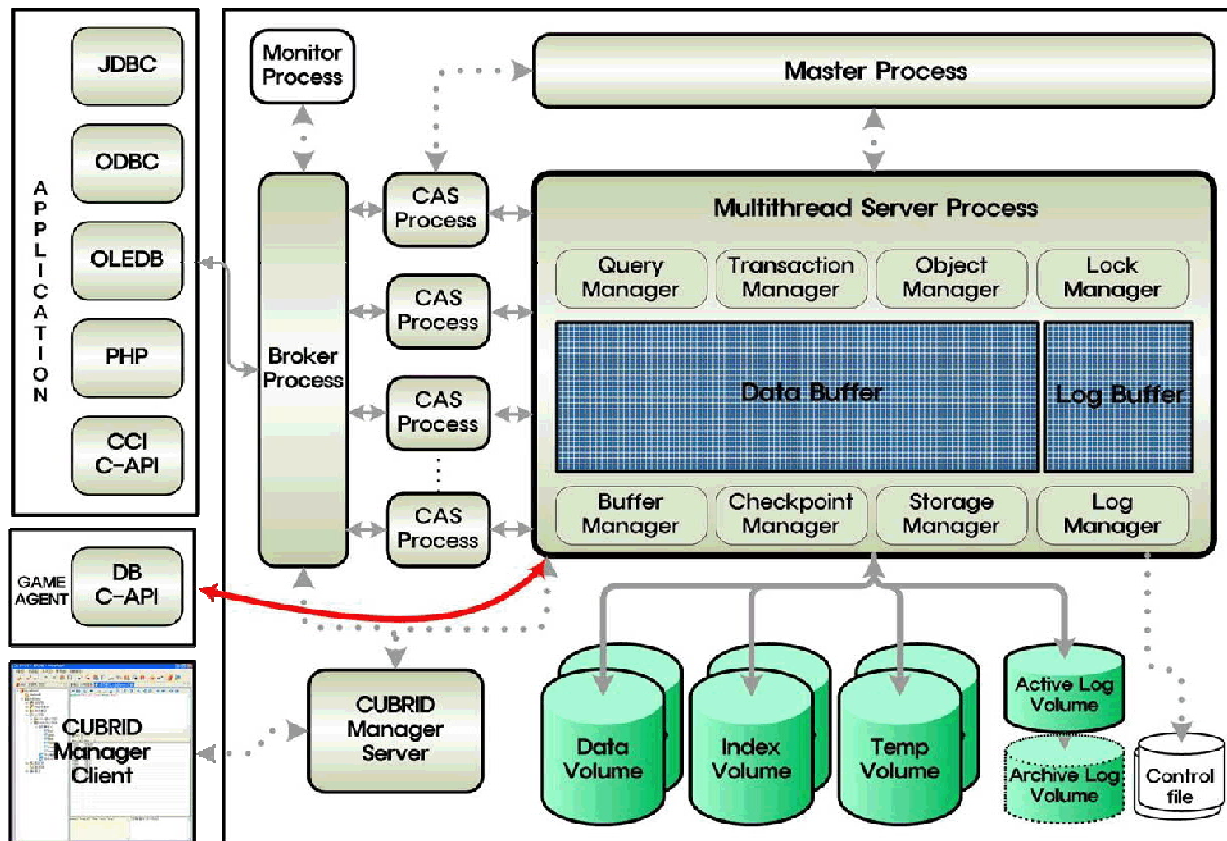 APPLICATION
JDBC
ODBC
OLEDB
PHP
CCI
C-API
GAME
AGENT
DB
C-API
CUBRID
Manager
Client
Monitor
Process
Master Process
Broker
Process
CAS
Process
CAS
Process
CAS
Process
CAS
Process
Multithread Server Process
Query
Manager
Transaction
Manager
Object
Manager
Lock
Manager
Data Buffer
Log Buffer
Buffer
Manager
Checkpoint
Manager
Storage
Manager
Log
Manager
CUBRID
Manager
Server
Data
Volume
Index
Volume
Temp
Volume
Active Log
Volume
Archive Log
Volume
Control
file